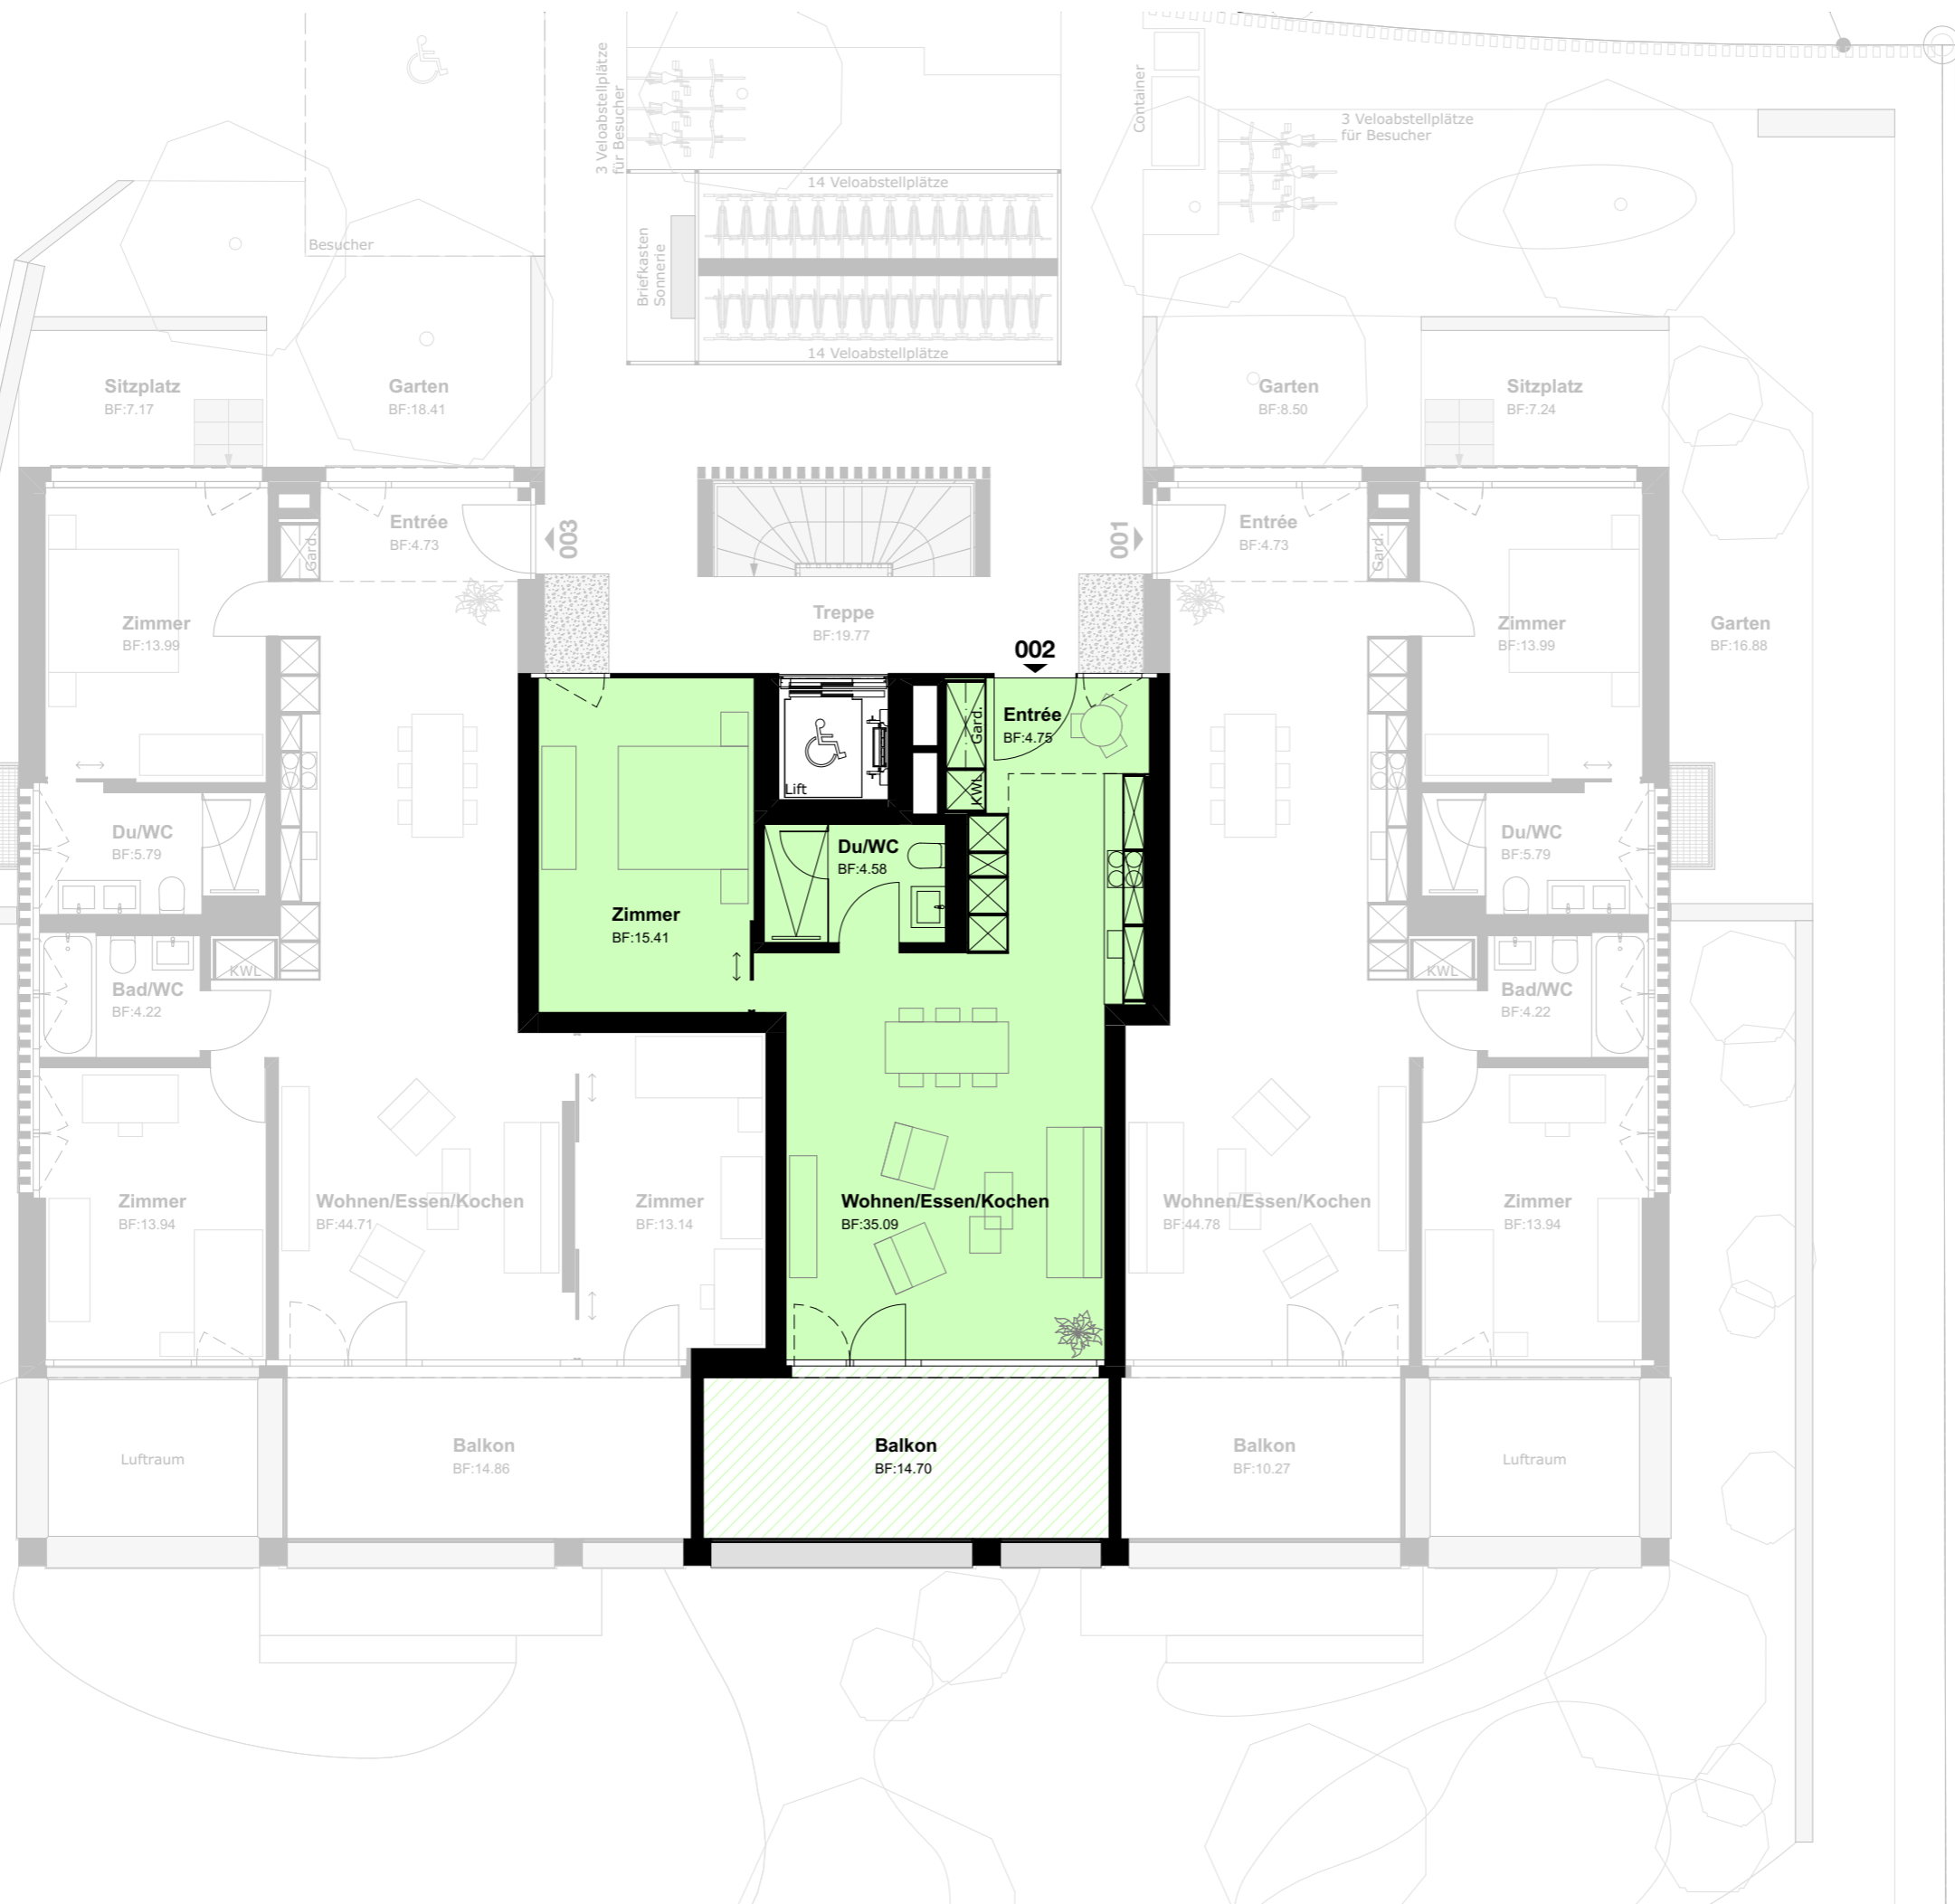 3 Veloabstellplätze
für Besucher
Container
3 Veloabstellplätze
für Besucher
14 Veloabstellplätze
Besucher
Briefkasten
Sonnerie
14 Veloabstellplätze
Sitzplatz
BF:7.17
Garten
BF:18.41
Garten
BF:8.50
Sitzplatz
BF:7.24
Entrée
BF:4.73
Gard.
003
001
Entrée
BF:4.73
Gard.
Zimmer
BF:13.99
Treppe
BF:19.77
Zimmer
BF:13.99
Garten
BF:16.88
002
Entrée
BF:4.75
Gard.
KWL
Lift
Du/WC
BF:5.79
Du/WC
BF:4.58
Du/WC
BF:5.79
Zimmer
BF:15.41
KWL
Bad/WC
BF:4.22
KWL
Bad/WC
BF:4.22
Zimmer
BF:13.94
Wohnen/Essen/Kochen
BF:44.71
Zimmer
BF:13.14
Wohnen/Essen/Kochen
BF:35.09
Wohnen/Essen/Kochen
BF:44.78
Zimmer
BF:13.94
Luftraum
Balkon
BF:14.86
Balkon
BF:14.70
Balkon
BF:10.27
Luftraum